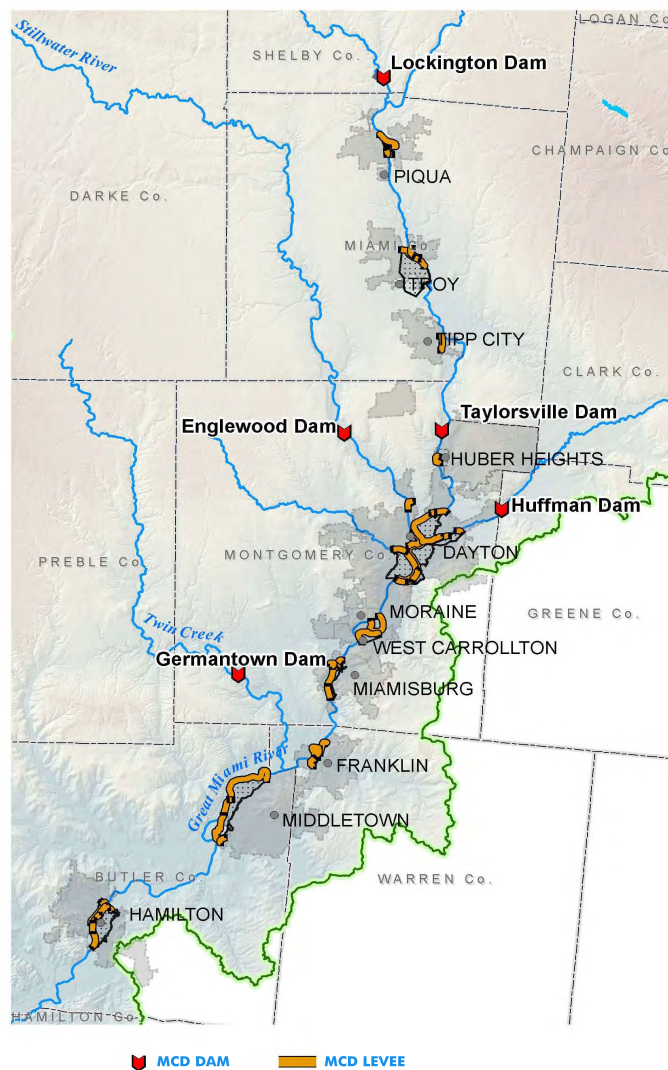 LOGAN Co
Stillwater River
SHELBY Co.
Lockington Dam
CHAMPAIGN Co
PIQUA
DARKE Co.
MIAMI Co.
TROY
TIPP CITY
CLARK Co.
Taylorsville Dam
Englewood Dam
HUBER HEIGHTS
Huffman Dam
PREBLE Co.
MONTGOMERY Co.
DAYTON
MORAINE
GREENE Co.
Twin Creek
WEST CARROLLTON
Germantown Dam
MIAMISBURG
Great Miami River
FRANKLIN
MIDDLETOWN
BUTLER Co.
WARREN Co.
HAMILTON
HAMILTON Co.
MCD DAM
MCD LEVEE